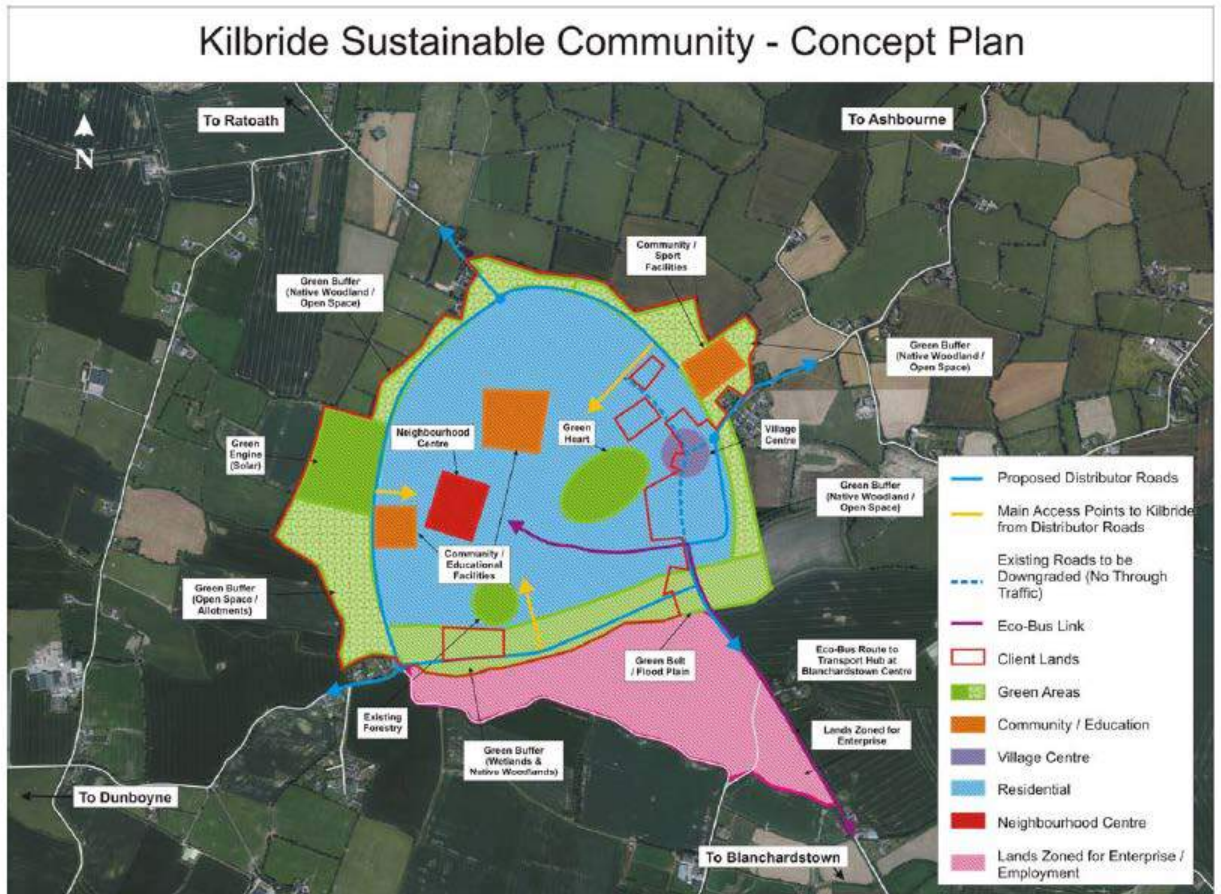 Kilbride Sustainable Community - Concept Plan
To Ratoath
To Ashbourne
N
Community /
Sport
Facilities
Green Buffer
(Native Woodland /
Open Space)
Green Buffer
(Native Woodland /
Open Space)
Neighbourhood
Centre
Green
Heart
Village
Centre
Green
Engine
(Solar)
Green Buffer
(Native Woodland /
Open Space)
Community /
Educational
Facilities
Green Buffer
(Open Space /
Allotments)
Green Belt
/ Flood Plain
Eco-Bus Route to
Transport Hub at
Blanchardstown Centre
Existing
Forestry
Lands Zoned for
Enterprise
Green Buffer
(Wetlands &
Native Woodlands)
To Dunboyne
To Blanchardstown
Proposed Distributor Roads
Main Access Points to Kilbride
from Distributor Roads
Existing Roads to be
Downgraded (No Through
Traffic)
Eco-Bus Link
Client Lands
Green Areas
Community / Education
Village Centre
Residential
Neighbourhood Centre
Lands Zoned for Enterprise /
Employment